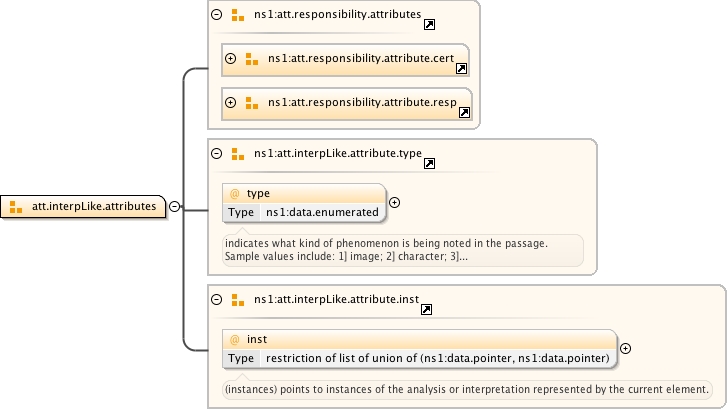 ns1:att.responsibility.attributes
ns1:att.responsibility.attribute.cert
ns1:att.responsibility.attribute.resp
ns1:att.interpLike.attribute.type
@ type
Type ns1:data.enumerated
indicates what kind of phenomenon is being noted in the passage.
Sample values include: 1] image; 2] character; 3]...
att.interpLike.attributes
ns1:att.interpLike.attribute.inst
@ inst
Type restriction of list of union of (ns1:data.pointer, ns1:data.pointer)
(instances) points to instances of the analysis or interpretation represented by the current element.